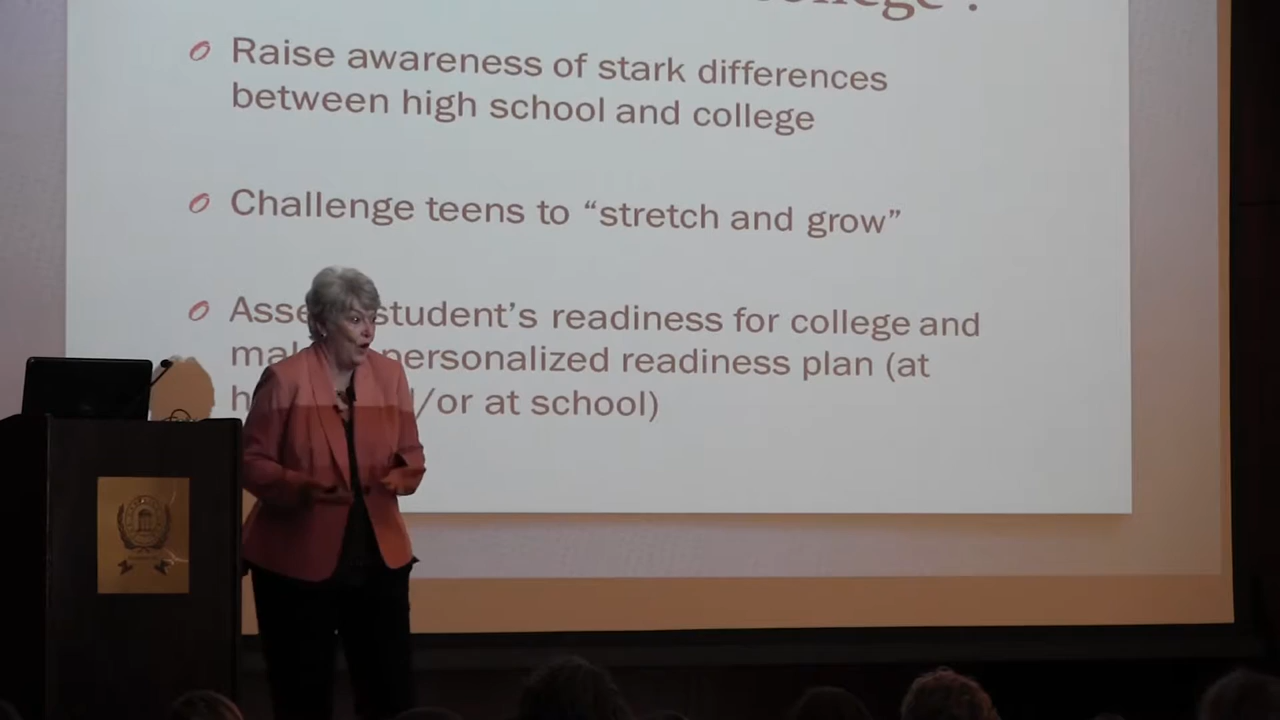 Raise awareness of stark differences
between high school and college
Challenge teens to “stretch and grow”
student’s readiness for college and
personalized readiness plan (at
/or at school)